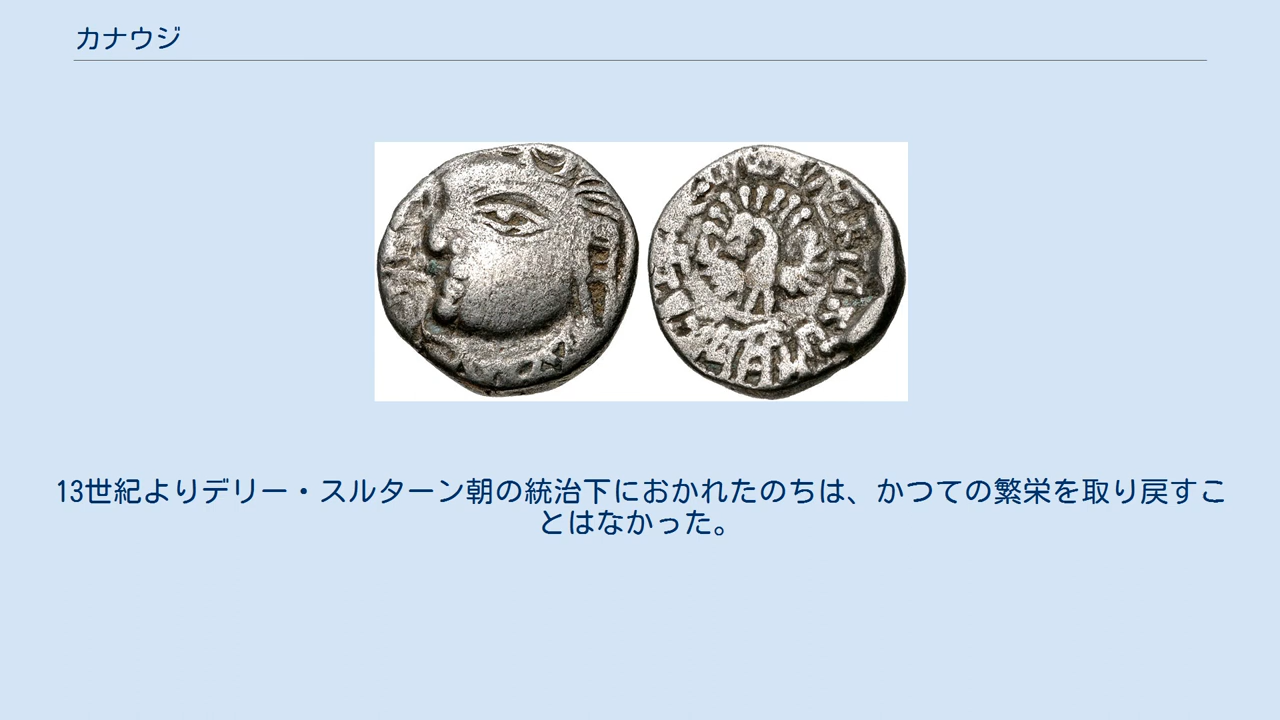 カナウジ
13世紀よりデリー・スルターン朝の統治下におかれたのちは、かつての繁栄を取り戻すこ
とはなかった。